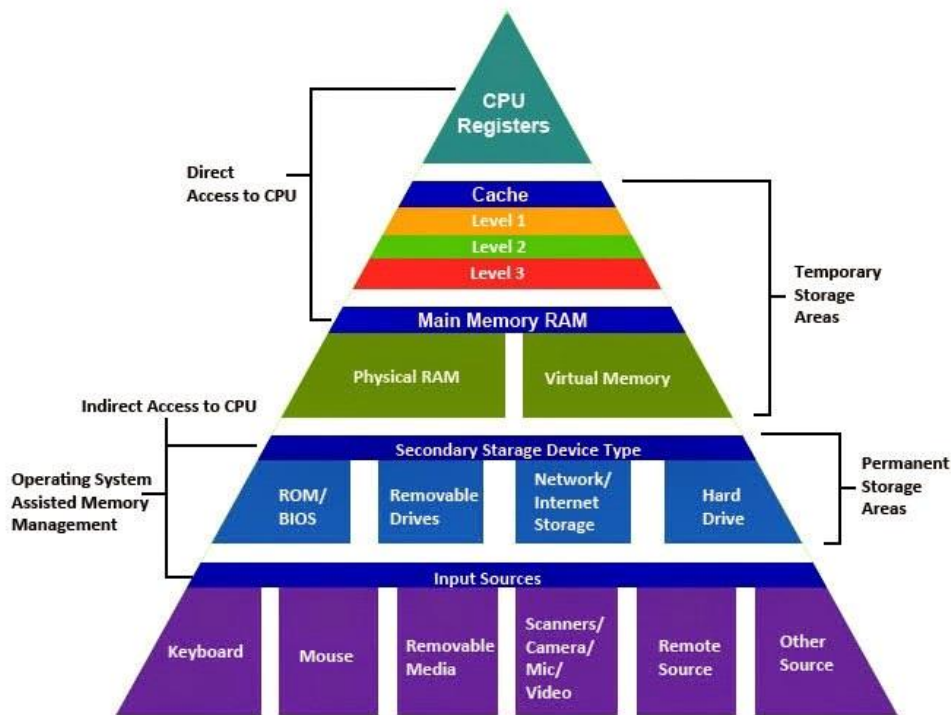 CPU
Registers
Direct
Access to CPU
Cache
Level 1
Level 2
Level 3
Temporary
Storage
Areas
Main Memory RAM
Physical RAM
Virtual Memory
Indirect Access to CPU
Operating System
Assisted Memory
Management
Secondary Starage Device Type
ROM/
BIOS
Removable
Drives
Network/
Internet
Storage
Hard
Drive
Permanent
Storage
Areas
Input Sources
Keyboard
Mouse
Removable
Media
Scanners/
Camera/
Mic/
Video
Remote
Source
Other
Source